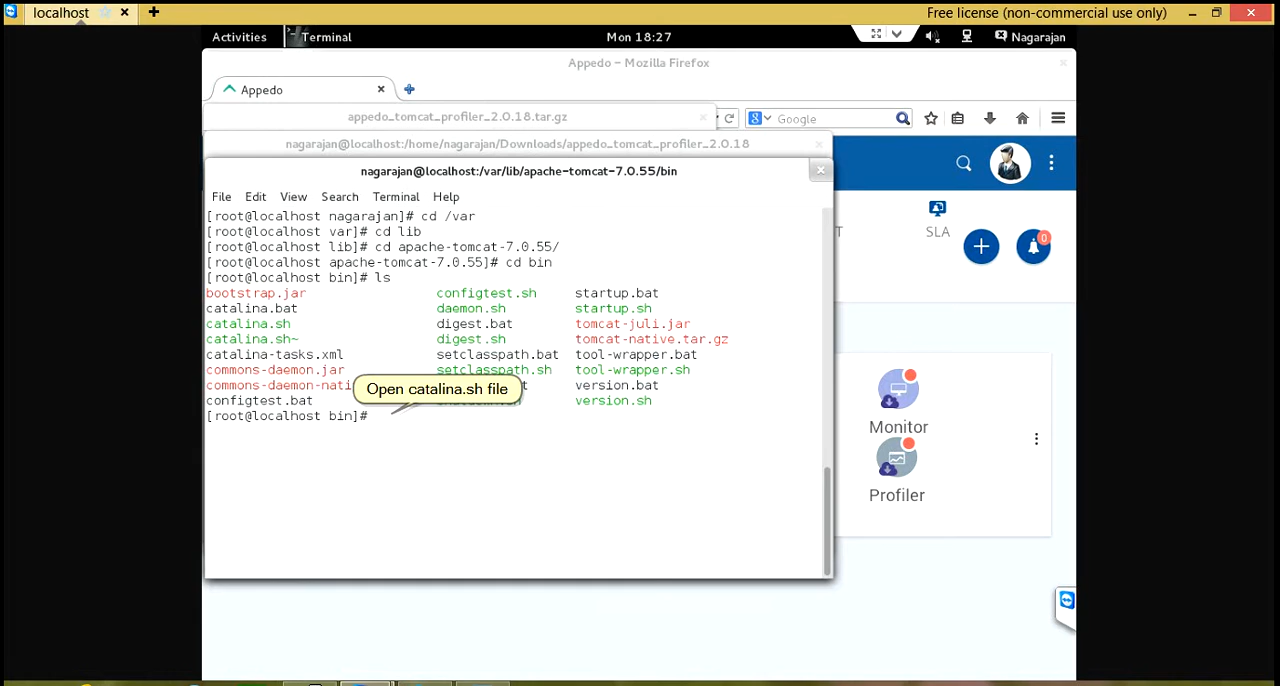 localhost
Free license (non-commercial use only)
Activities
Terminal
Mon 18:27
Nagarajan
Appedo - Mozilla Firefox
Appedo
appedo_tomcat_profiler_2.0.18.tar.gz
Google
nagarajan@localhost:/home/nagarajan/Downloads/appedo_tomcat_profiler_2.0.18
nagarajan@localhost:/var/lib/apache-tomcat-7.0.55/bin
File Edit View Search Terminal Help
[root@localhost nagarajan]# cd /var
[root@localhost var]# cd lib
[root@localhost lib]# cd apache-tomcat-7.0.55/
[root@localhost apache-tomcat-7.0.55]# cd bin
[root@localhost bin]# ls
bootstrap.jar configtest.sh startup.bat
catalina.bat daemon.sh startup.sh
catalina.sh digest.bat tomcat-juli.jar
catalina.sh~ digest.sh tomcat-native.tar.gz
catalina-tasks.xml setclasspath.bat tool-wrapper.bat
commons-daemon.jar setclasspath.sh tool-wrapper.sh
commons-daemon-nati t version.bat
configtest.bat version.sh
[root@localhost bin]#
Open catalina.sh file
T
SLA
0
Monitor
Profiler